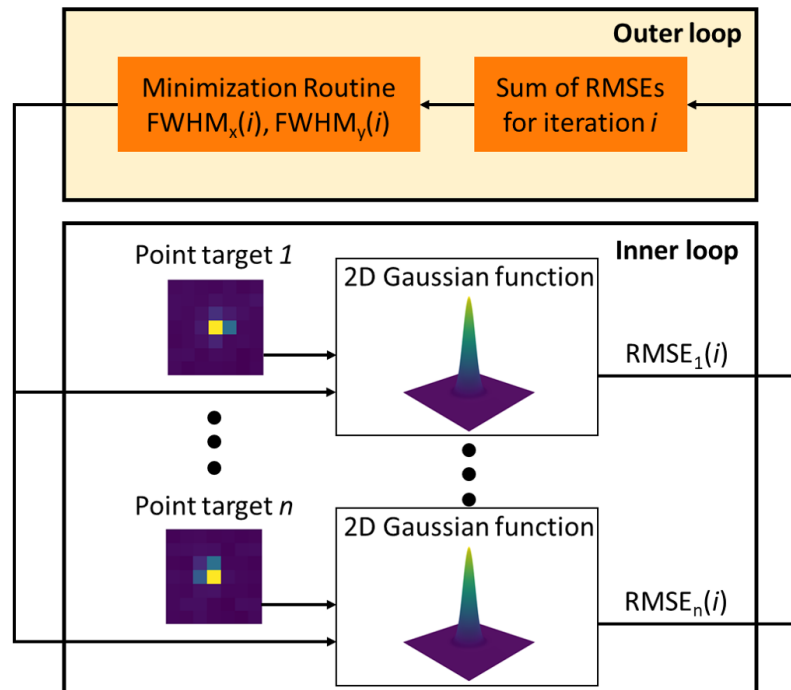 Outer loop
Minimization Routine
FWHMₓ(i), FWHMᵧ(i)
Sum of RMSEs
for iteration i
Inner loop
Point target 1
2D Gaussian function
RMSE₁(i)
Point target n
2D Gaussian function
RMSEₙ(i)